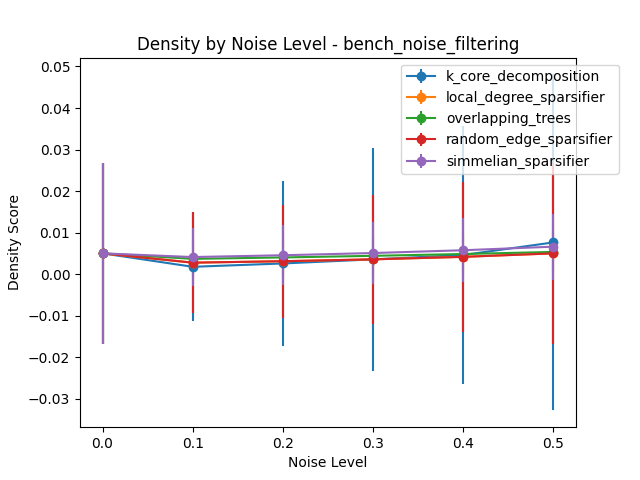 Density by Noise Level - bench_noise_filtering
0.05
0.04
0.03
0.02
0.01
0.00
−0.01
−0.02
−0.03
Density Score
k_core_decomposition
local_degree_sparsifier
overlapping_trees
random_edge_sparsifier
simmelian_sparsifier
0.0 0.1 0.2 0.3 0.4 0.5
Noise Level